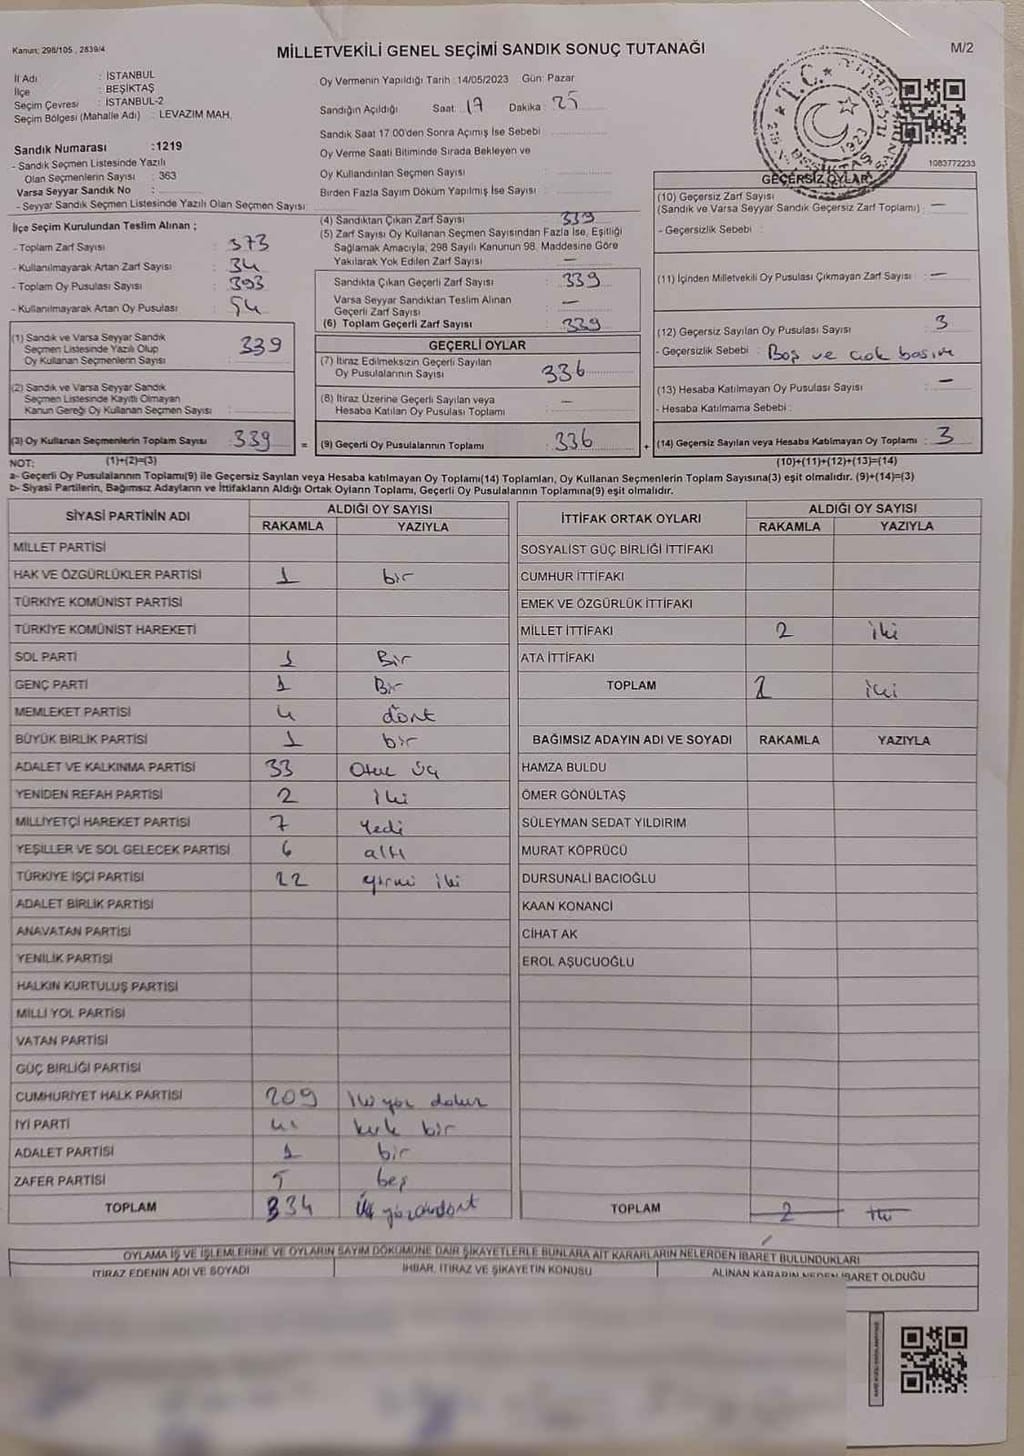 Kanun: 298/105 , 2839/4
MİLLETVEKİLİ GENEL SEÇİMİ SANDIK SONUÇ TUTANAĞI
M/2
İl Adı : İSTANBUL
İlçe : BEŞİKTAŞ
Seçim Çevresi : İSTANBUL-2
Seçim Bölgesi (Mahalle Adı) : LEVAZIM MAH.
Sandık Numarası :1219
- Sandık Seçmen Listesinde Yazılı
Olan Seçmenlerin Sayısı : 363
Varsa Seyyar Sandık No :
- Seyyar Sandık Seçmen Listesinde Yazılı Olan Seçmen Sayısı:
Oy Vermenin Yapıldığı Tarih : 14/05/2023 Gün: Pazar
Sandığın Açıldığı Saat: 17 Dakika : 25
Sandık Saat 17.00'den Sonra Açımış İse Sebebi :
Oy Verme Saati Bitiminde Sırada Bekleyen ve
Oy Kullandırılan Seçmen Sayısı :
Birden Fazla Sayım Döküm Yapılmış İse Sayısı :
T.C.
BEŞİKTAŞ
1923
1083772233
İlçe Seçim Kurulundan Teslim Alınan ;
- Toplam Zarf Sayısı : 373
- Kullanılmayarak Artan Zarf Sayısı : 34
- Toplam Oy Pusulası Sayısı : 393
- Kullanılmayarak Artan Oy Pusulası : 54
(1) Sandık ve Varsa Seyyar Sandık
Seçmen Listesinde Yazılı Olup
Oy Kullanan Seçmenlerin Sayısı : 339
(2) Sandık ve Varsa Seyyar Sandık
Seçmen Listesinde Kayıtlı Olmayan
Kanun Gereği Oy Kullanan Seçmen Sayısı :
(3) Oy Kullanan Seçmenlerin Toplam Sayısı : 339 =
(1)+(2)=(3)
(4) Sandıktan Çıkan Zarf Sayısı 339
(5) Zarf Sayısı Oy Kullanan Seçmen Sayısından Fazla İse, Eşitliği
Sağlamak Amacıyla, 298 Sayılı Kanunun 98. Maddesine Göre
Yakılarak Yok Edilen Zarf Sayısı : —
Sandıkta Çıkan Geçerli Zarf Sayısı : 339
Varsa Seyyar Sandıktan Teslim Alınan
Geçerli Zarf Sayısı : —
(6) Toplam Geçerli Zarf Sayısı : 339
GEÇERLİ OYLAR
(7) İtiraz Edilmeksizin Geçerli Sayılan
Oy Pusulalarının Sayısı 336
(8) İtiraz Üzerine Geçerli Sayılan veya
Hesaba Katılan Oy Pusulası Toplamı : —
(9) Geçerli Oy Pusulalarının Toplamı : 336 +
GEÇERSİZ OYLAR
(10) Geçersiz Zarf Sayısı
(Sandık ve Varsa Seyyar Sandık Geçersiz Zarf Toplamı) : —
- Geçersizlik Sebebi :
(11) İçinden Milletvekili Oy Pusulası Çıkmayan Zarf Sayısı : —
(12) Geçersiz Sayılan Oy Pusulası Sayısı : 3
- Geçersizlik Sebebi : Boş ve çok basım
(13) Hesaba Katılmayan Oy Pusulası Sayısı : —
- Hesaba Katılmama Sebebi :
(14) Geçersiz Sayılan veya Hesaba Katılmayan Oy Toplamı : 3
(10)+(11)+(12)+(13)=(14)
NOT:
a- Geçerli Oy Pusulalarının Toplamı(9) ile Geçersiz Sayılan veya Hesaba katılmayan Oy Toplamı(14) Toplamları, Oy Kullanan Seçmenlerin Toplam Sayısına(3) eşit olmalıdır. (9)+(14)=(3)
b- Siyasi Partilerin, Bağımsız Adayların ve İttifakların Aldığı Ortak Oyların Toplamı, Geçerli Oy Pusulalarının Toplamına(9) eşit olmalıdır.
SİYASİ PARTİNİN ADI ALDIĞI OY SAYISI
RAKAMLA YAZIYLA
MİLLET PARTİSİ
HAK VE ÖZGÜRLÜKLER PARTİSİ 1 bir
TÜRKİYE KOMÜNİST PARTİSİ
TÜRKİYE KOMÜNİST HAREKETİ
SOL PARTİ 1 Bir
GENÇ PARTİ 1 Bir
MEMLEKET PARTİSİ 4 dört
BÜYÜK BİRLİK PARTİSİ 1 bir
ADALET VE KALKINMA PARTİSİ 33 Otuz Üç
YENİDEN REFAH PARTİSİ 2 iki
MİLLİYETÇİ HAREKET PARTİSİ 7 Yedi
YEŞİLLER VE SOL GELECEK PARTİSİ 6 altı
TÜRKİYE İŞÇİ PARTİSİ 22 yirmi iki
ADALET BİRLİK PARTİSİ
ANAVATAN PARTİSİ
YENİLİK PARTİSİ
HALKIN KURTULUŞ PARTİSİ
MİLLİ YOL PARTİSİ
VATAN PARTİSİ
GÜÇ BİRLİĞİ PARTİSİ
CUMHURİYET HALK PARTİSİ 209 iki yüz dokuz
İYİ PARTİ 41 kırk bir
ADALET PARTİSİ 1 bir
ZAFER PARTİSİ 5 beş
TOPLAM 334 Üç yüzotuzdört
İTTİFAK ORTAK OYLARI ALDIĞI OY SAYISI
RAKAMLA YAZIYLA
SOSYALİST GÜÇ BİRLİĞİ İTTİFAKI
CUMHUR İTTİFAKI
EMEK VE ÖZGÜRLÜK İTTİFAKI
MİLLET İTTİFAKI 2 iki
ATA İTTİFAKI
TOPLAM 2 iki
BAĞIMSIZ ADAYIN ADI VE SOYADI RAKAMLA YAZIYLA
HAMZA BULDU
ÖMER GÖNÜLTAŞ
SÜLEYMAN SEDAT YILDIRIM
MURAT KÖPRÜCÜ
DURSUNALİ BACIOĞLU
KAAN KONANCİ
CİHAT AK
EROL AŞUCUOĞLU
TOPLAM 2 iki
OYLAMA İŞ VE İŞLEMLERİNE VE OYLARIN SAYIM DÖKÜMÜNE DAİR ŞİKAYETLERLE BUNLARA AİT KARARLARIN NELERDEN İBARET BULUNDUKLARI
İTİRAZ EDENİN ADI VE SOYADI İHBAR, İTİRAZ VE ŞİKAYETİN KONUSU ALINAN KARARIN NEDEN İBARET OLDUĞU